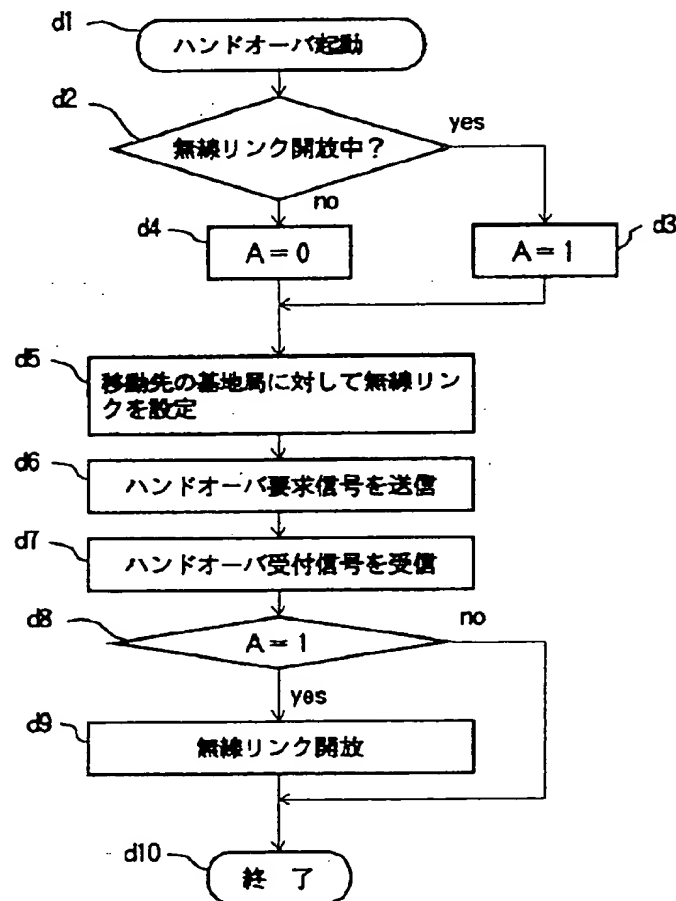 d1
ハンドオーバ起動
d2
無線リンク開放中?
yes
no
d4
A=0
d3
A=1
d5
移動先の基地局に対して無線リン
クを設定
d6
ハンドオーバ要求信号を送信
d7
ハンドオーバ受付信号を受信
d8
A=1
no
yes
d9
無線リンク開放
d10
終 了